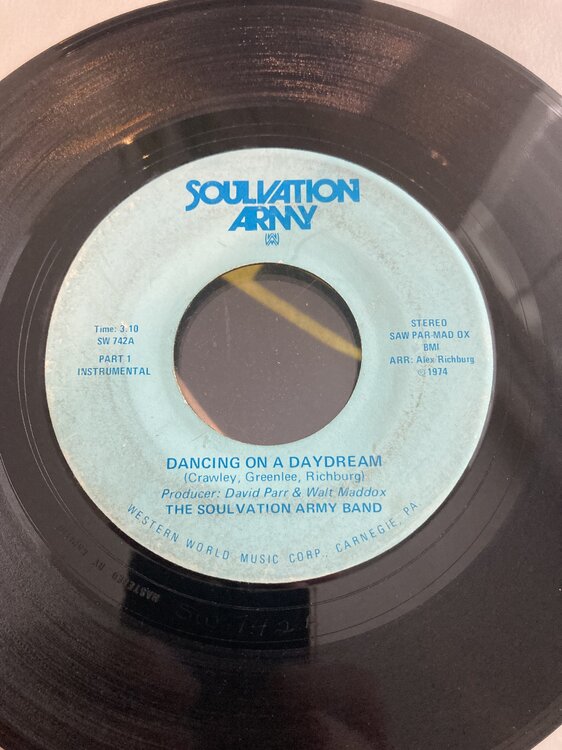 SOULVATION
ARMY
Time: 3.10
SW 742A
PART 1
INSTRUMENTAL
STEREO
SAW PAR-MAD OX
BMI
ARR: Alex Richburg
© 1974
DANCING ON A DAYDREAM
(Crawley, Greenlee, Richburg)
Producer: David Parr & Walt Maddox
THE SOULVATION ARMY BAND
WESTERN WORLD MUSIC CORP., CARNEGIE, PA
MASTERED BY